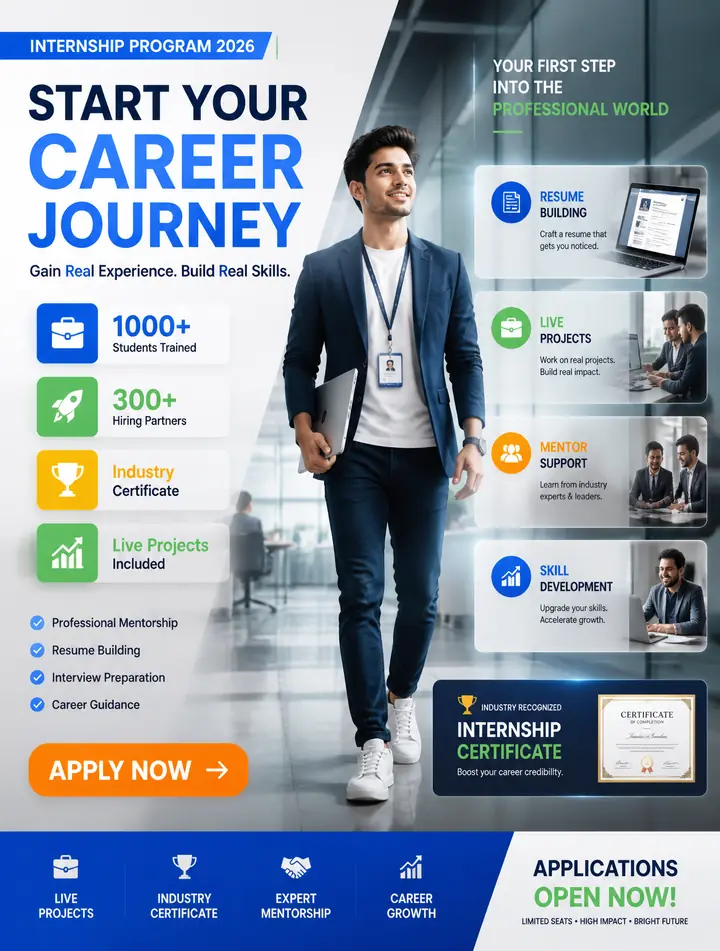 INTERNSHIP PROGRAM 2026
START YOUR
CAREER
JOURNEY
Gain Real Experience. Build Real Skills.
1000+
Students Trained
300+
Hiring Partners
Industry
Certificate
Live Projects
Included
Professional Mentorship
Resume Building
Interview Preparation
Career Guidance
APPLY NOW
YOUR FIRST STEP
INTO THE
PROFESSIONAL WORLD
RESUME
BUILDING
Craft a resume that
gets you noticed.
LIVE
PROJECTS
Work on real projects.
Build real impact.
MENTOR
SUPPORT
Learn from industry
experts & leaders.
SKILL
DEVELOPMENT
Upgrade your skills.
Accelerate growth.
INDUSTRY RECOGNIZED
INTERNSHIP
CERTIFICATE
Boost your career credibility.
CERTIFICATE
OF COMPLETION
LIVE
PROJECTS
INDUSTRY
CERTIFICATE
EXPERT
MENTORSHIP
CAREER
GROWTH
APPLICATIONS
OPEN NOW!
LIMITED SEATS • HIGH IMPACT • BRIGHT FUTURE